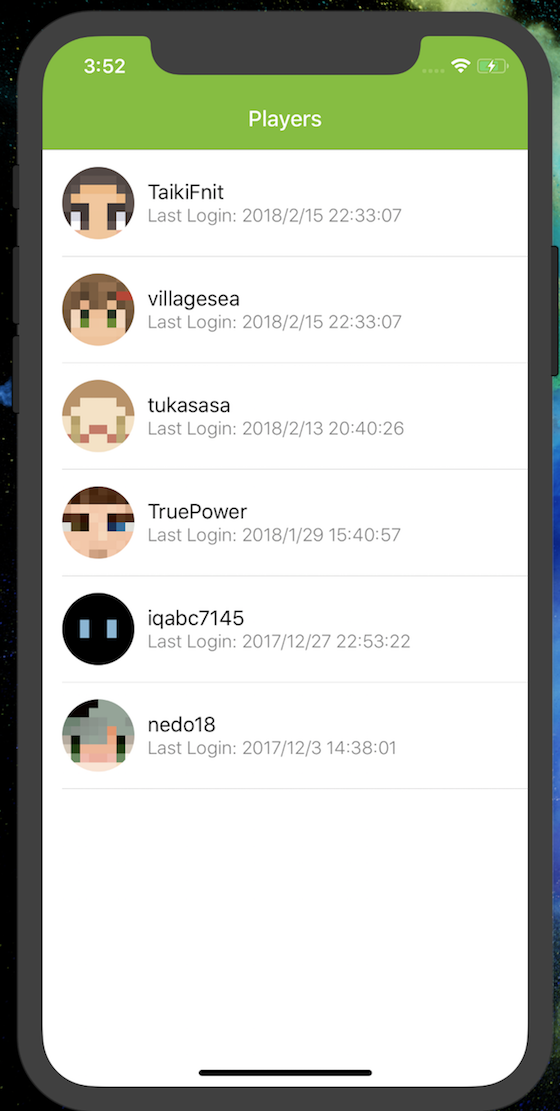 3:52
Players
TaikiFnit
Last Login: 2018/2/15 22:33:07
villagesea
Last Login: 2018/2/15 22:33:07
tukasasa
Last Login: 2018/2/13 20:40:26
TruePower
Last Login: 2018/1/29 15:40:57
iqabc7145
Last Login: 2017/12/27 22:53:22
nedo18
Last Login: 2017/12/3 14:38:01